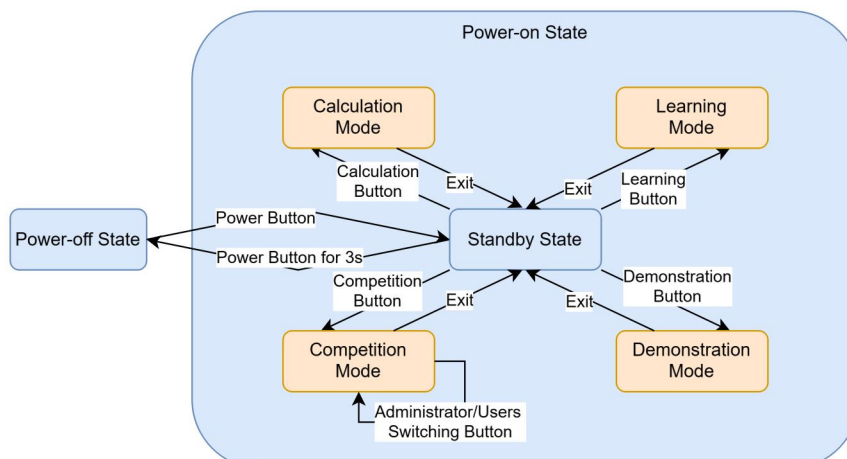 Power-on State
Calculation
Mode
Learning
Mode
Calculation
Button
Exit
Exit
Learning
Button
Power-off State
Power Button
Standby State
Power Button for 3s
Competition
Button
Exit
Exit
Demonstration
Button
Competition
Mode
Demonstration
Mode
Administrator/Users
Switching Button